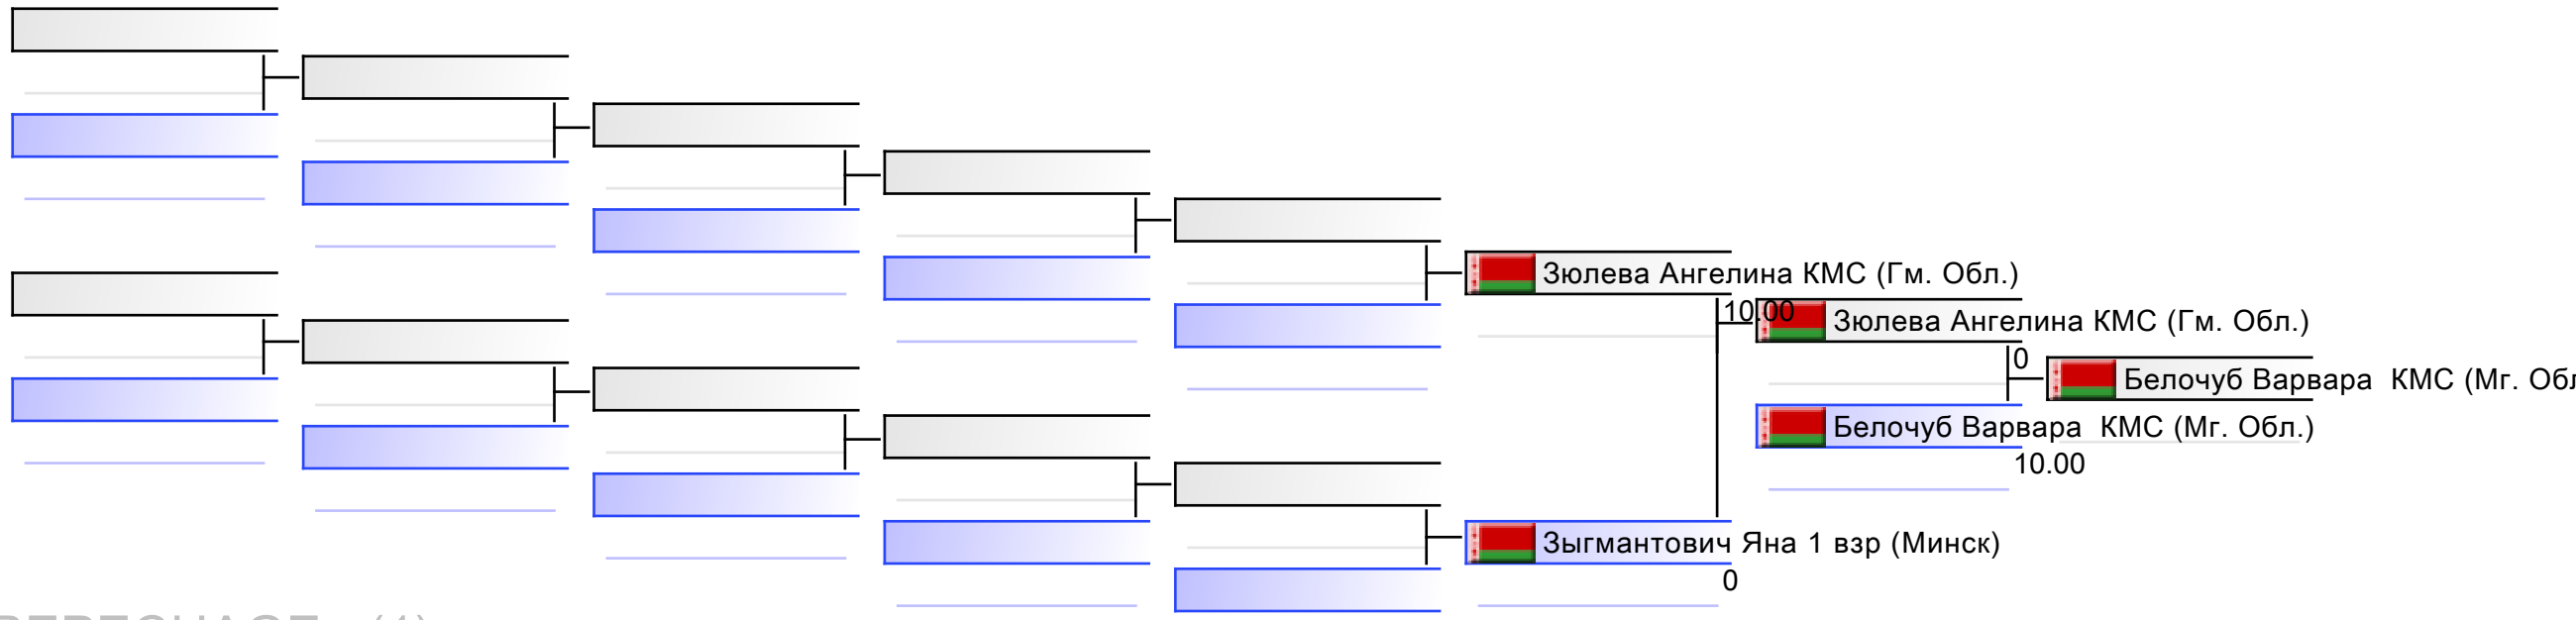 Зюлева Ангелина КМС (Гм. Обл.)
10.00
Зюлева Ангелина КМС (Гм. Обл.)
0
Белочуб Варвара КМС (Мг. Обл
Белочуб Варвара КМС (Мг. Обл.)
10.00
Зыгмантович Яна 1 взр (Минск)
0